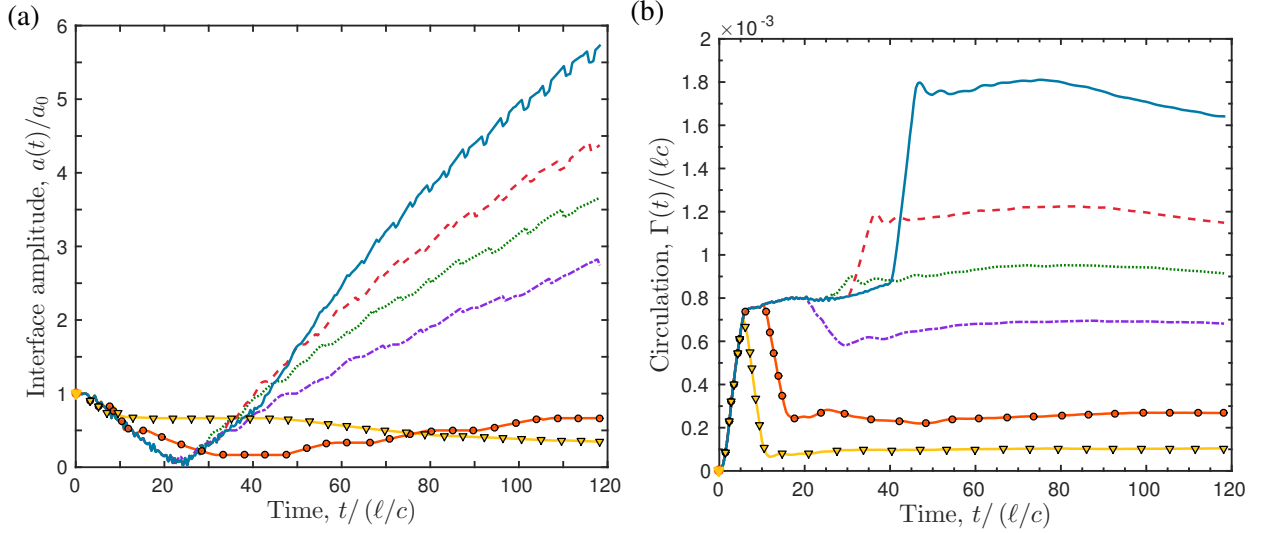 (a)
6
5
4
3
2
1
0
Interface amplitude, a(t)/a₀
0 20 40 60 80 100 120
Time, t/ (ℓ/c)
(b)
×10⁻³
2
1.8
1.6
1.4
1.2
1
0.8
0.6
0.4
0.2
0
Circulation, Γ(t)/(ℓc)
0 20 40 60 80 100 120
Time, t/ (ℓ/c)